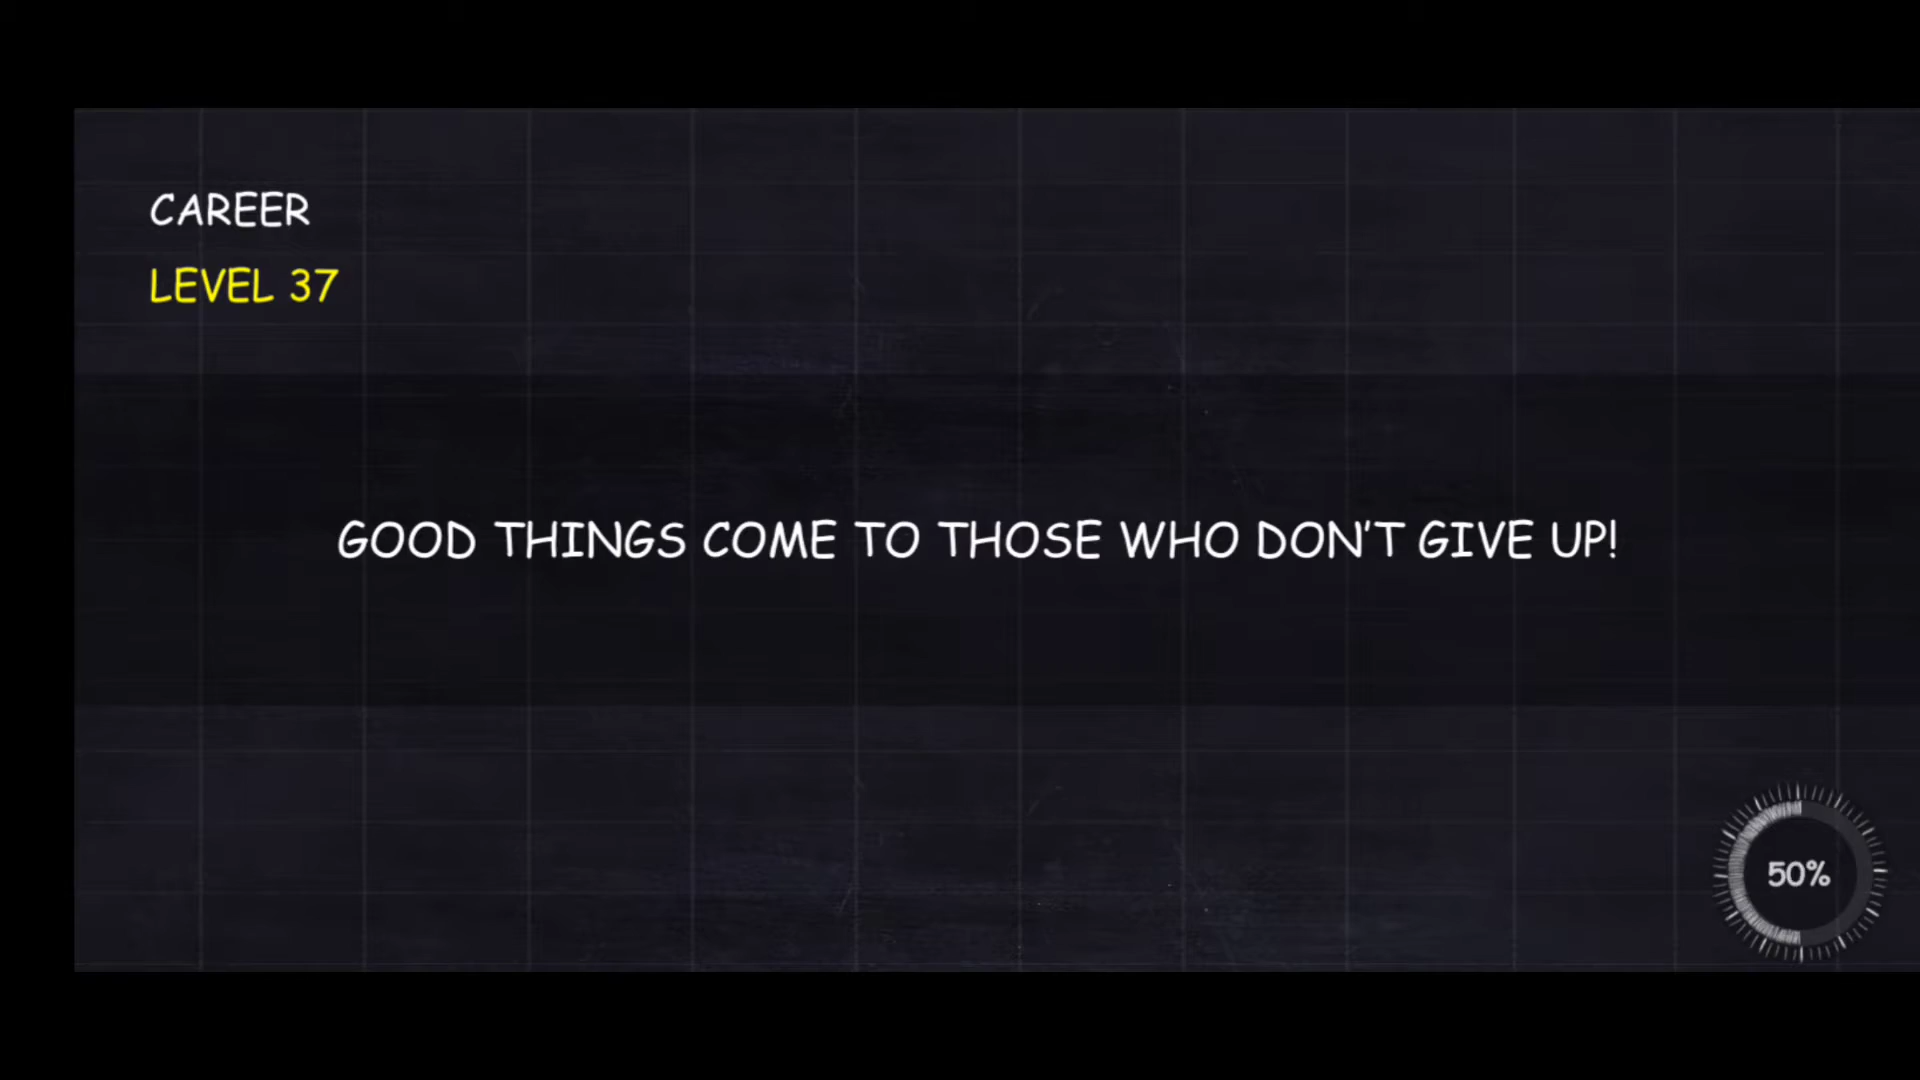 CAREER
LEVEL 37
GOOD THINGS COME TO THOSE WHO DON'T GIVE UP!
50%